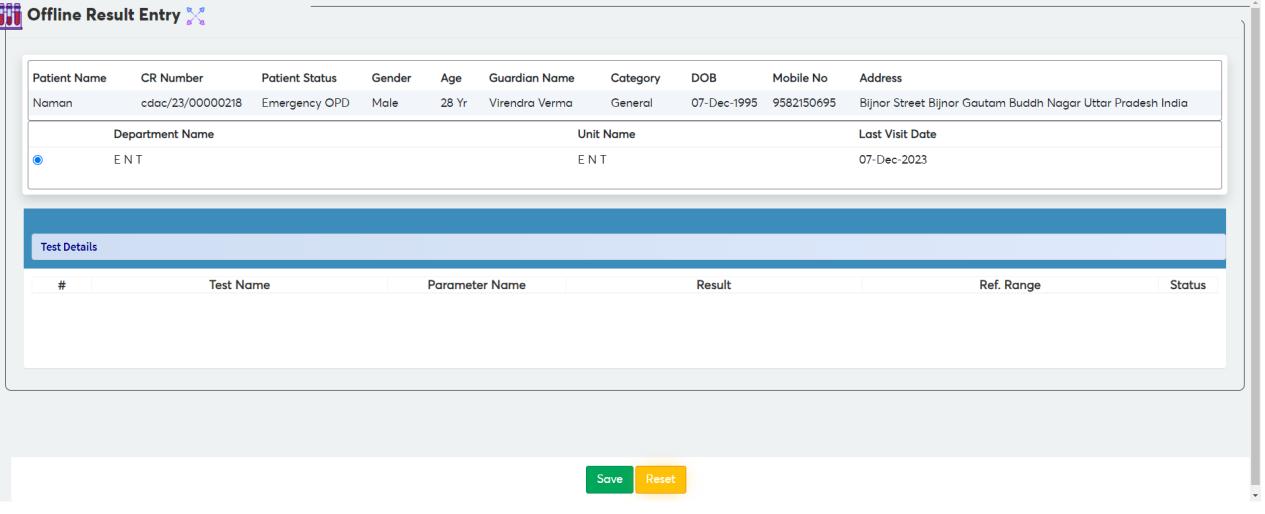 Offline Result Entry
Patient Name CR Number Patient Status Gender Age Guardian Name Category DOB Mobile No Address
Naman cdac/23/00000218 Emergency OPD Male 28 Yr Virendra Verma General 07-Dec-1995 9582150695 Bijnor Street Bijnor Gautam Buddh Nagar Uttar Pradesh India
Department Name Unit Name Last Visit Date
E N T E N T 07-Dec-2023
Test Details
# Test Name Parameter Name Result Ref. Range Status
Save Reset